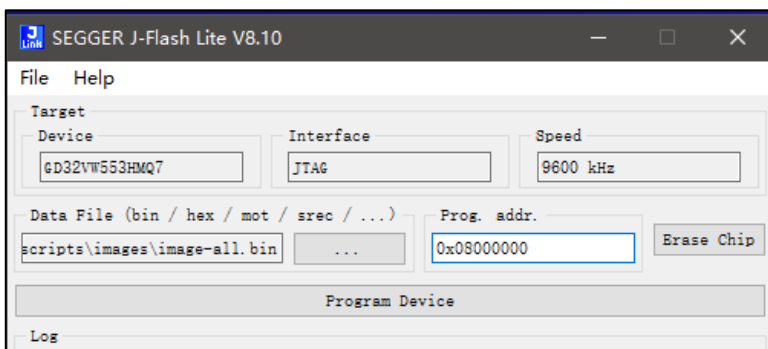 J
Link
SEGGER J-Flash Lite V8.10
File Help
Target
Device
GD32VW553HMQ7
Interface
JTAG
Speed
9600 kHz
Data File (bin / hex / mot / srec / ...)
scripts\images\image-all.bin
...
Prog. addr.
0x08000000
Erase Chip
Program Device
Log